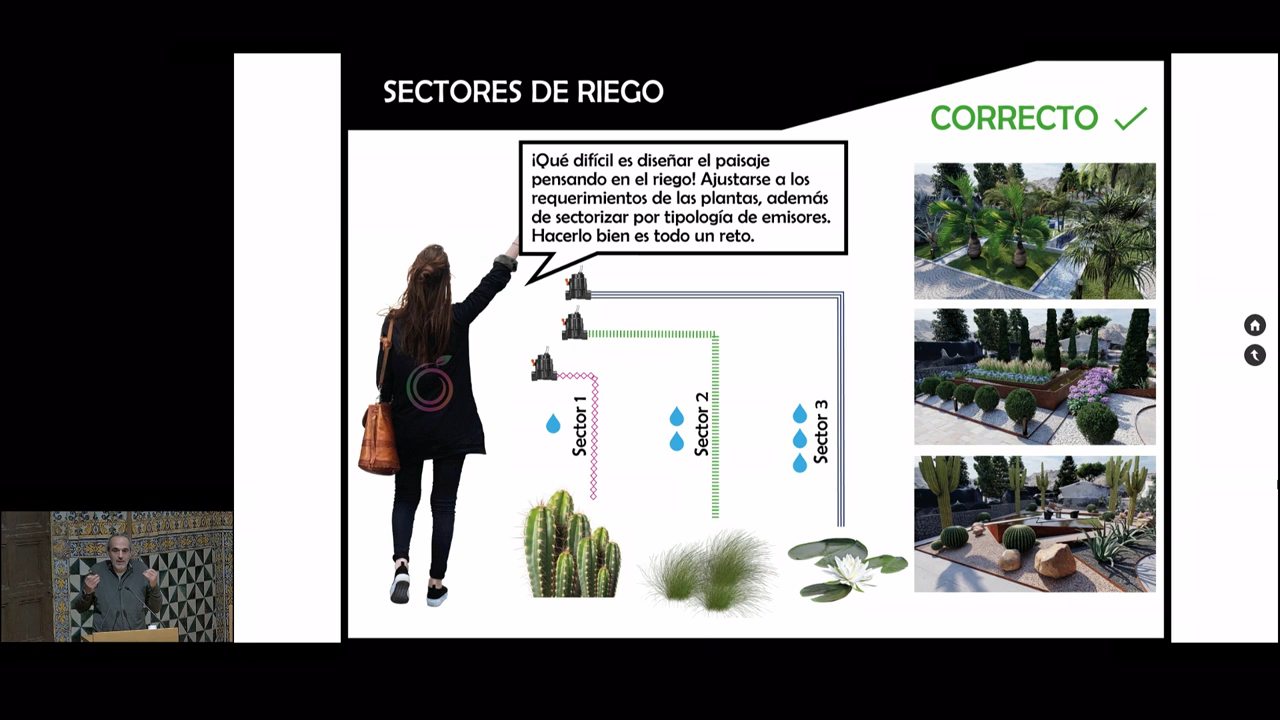 SECTORES DE RIEGO
CORRECTO
¡Qué difícil es diseñar el paisaje
pensando en el riego! Ajustarse a los
requerimientos de las plantas, además
de sectorizar por tipología de emisores.
Hacerlo bien es todo un reto.
Sector 1
Sector 2
Sector 3